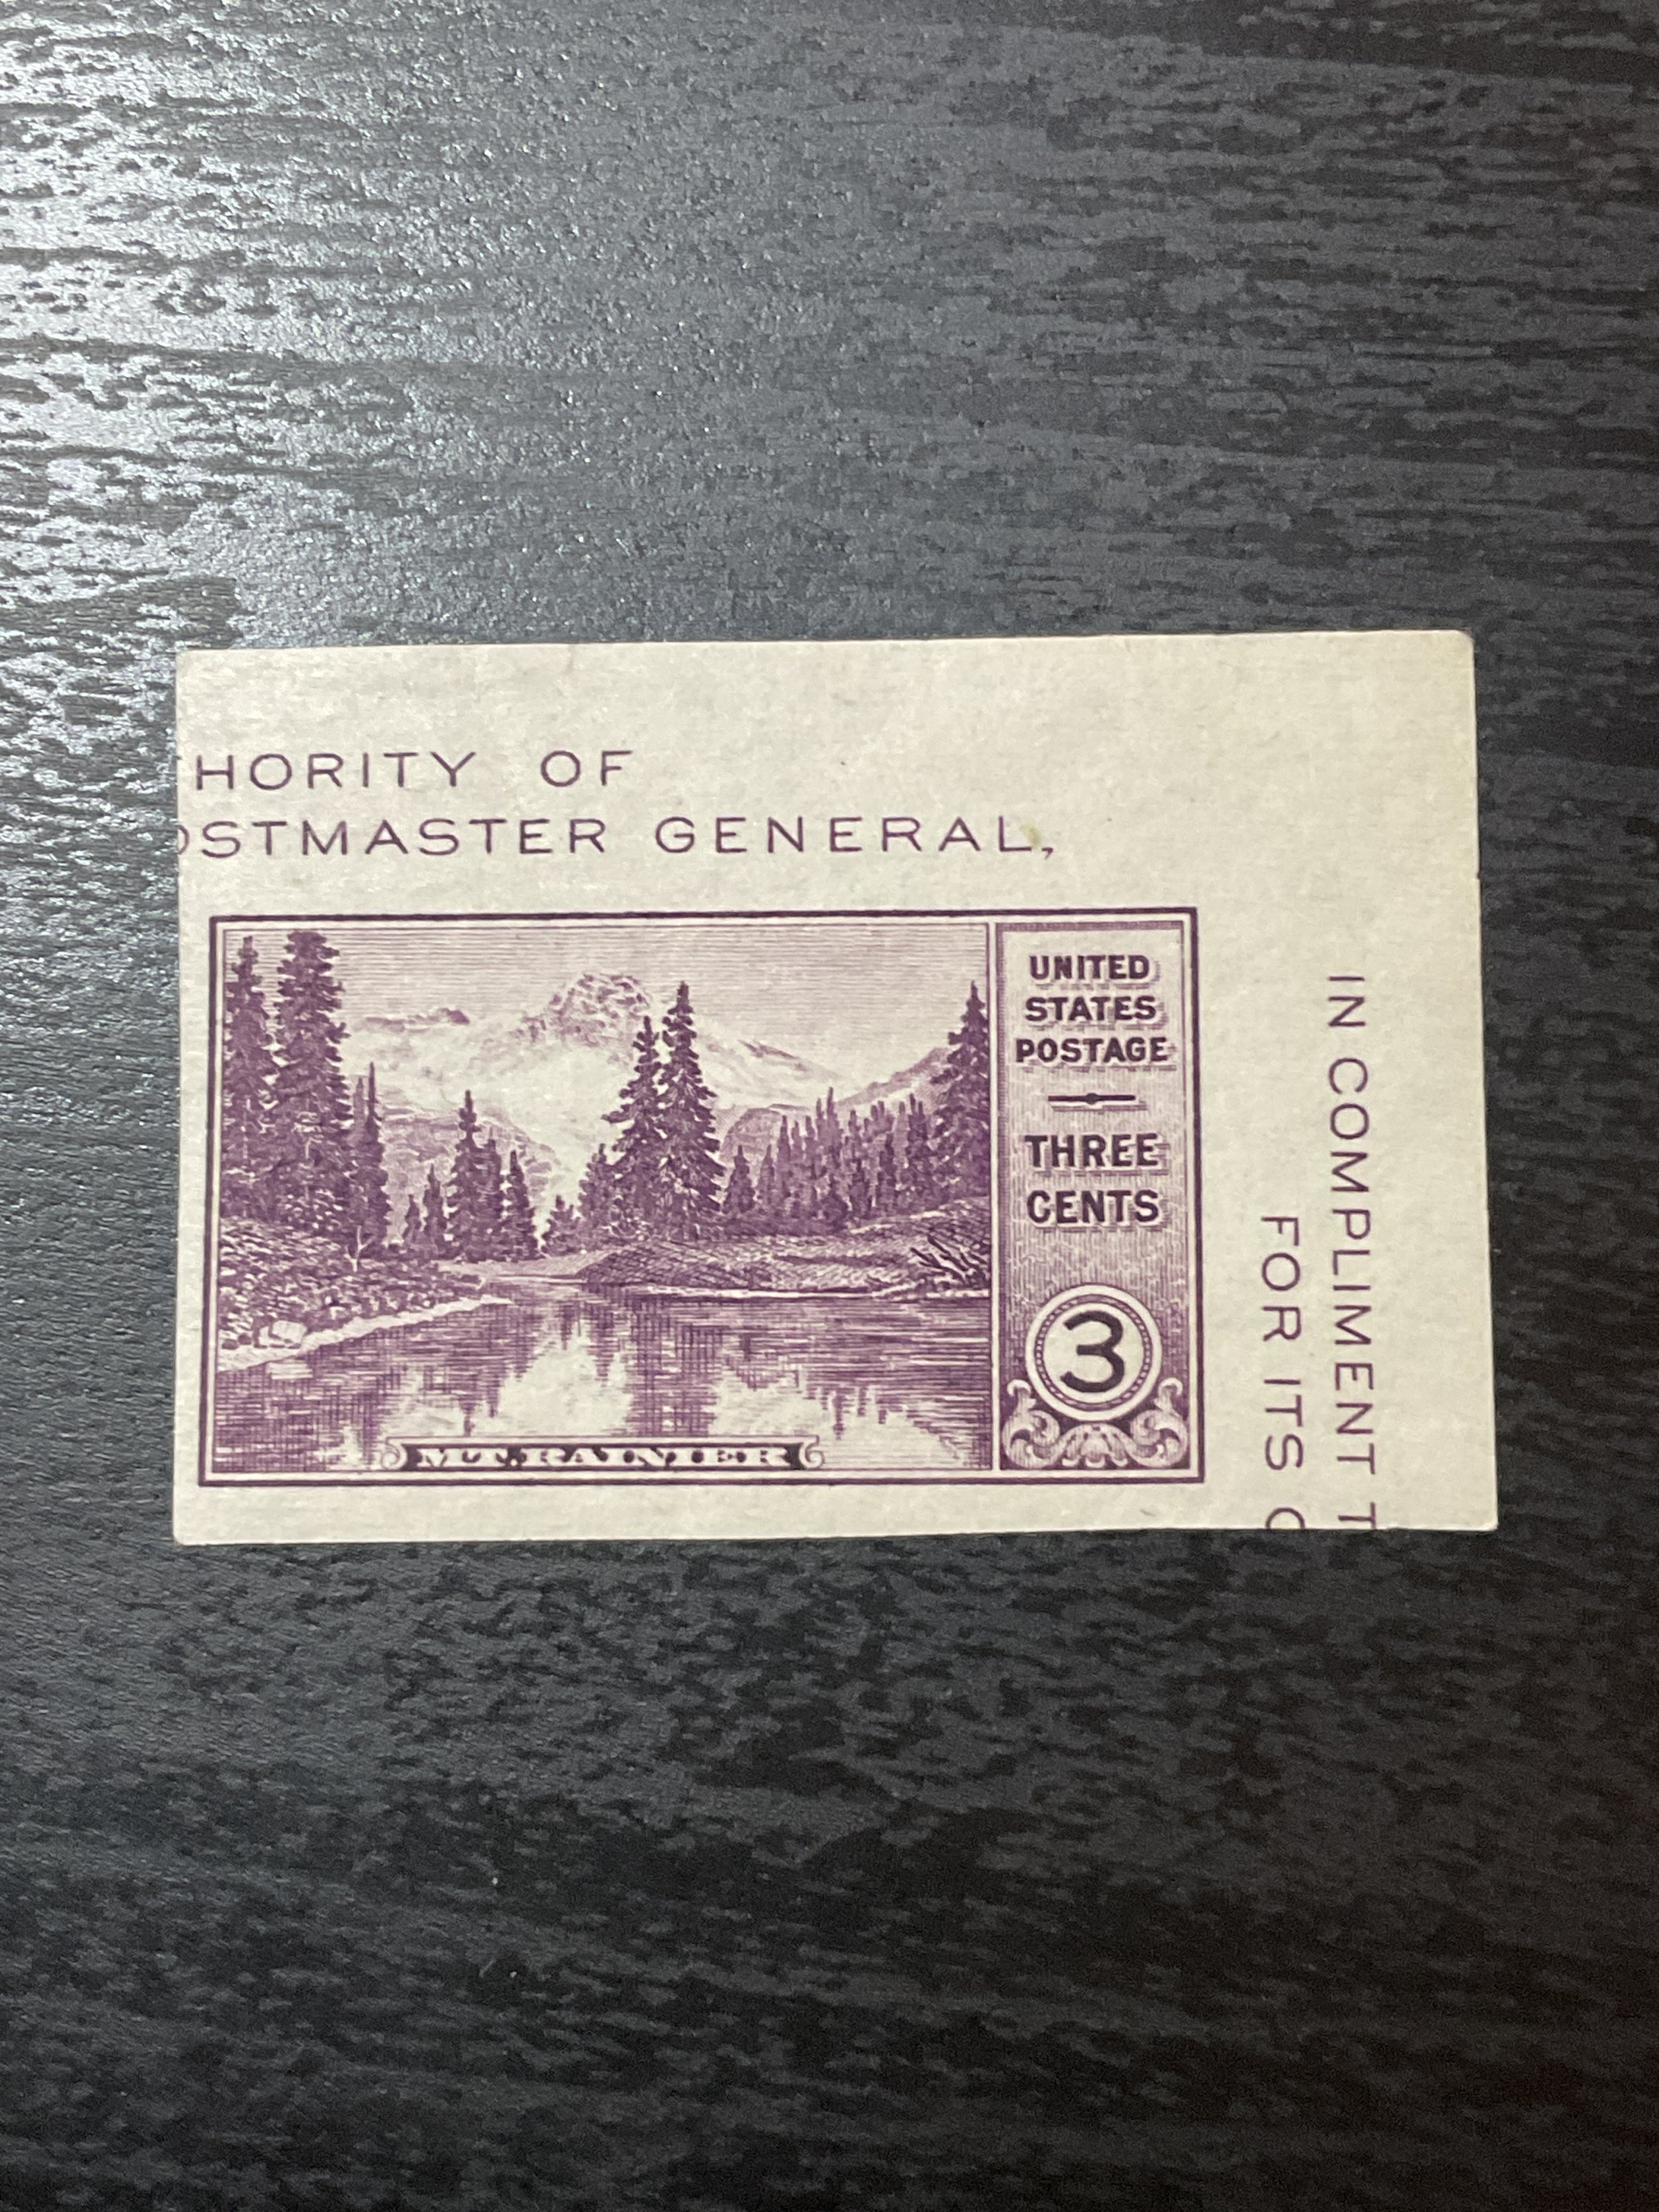 HORITY OF
OSTMASTER GENERAL,
UNITED
STATES
POSTAGE
THREE
CENTS
3
MT. RAINIER
IN COMPLIMENT T
FOR ITS C